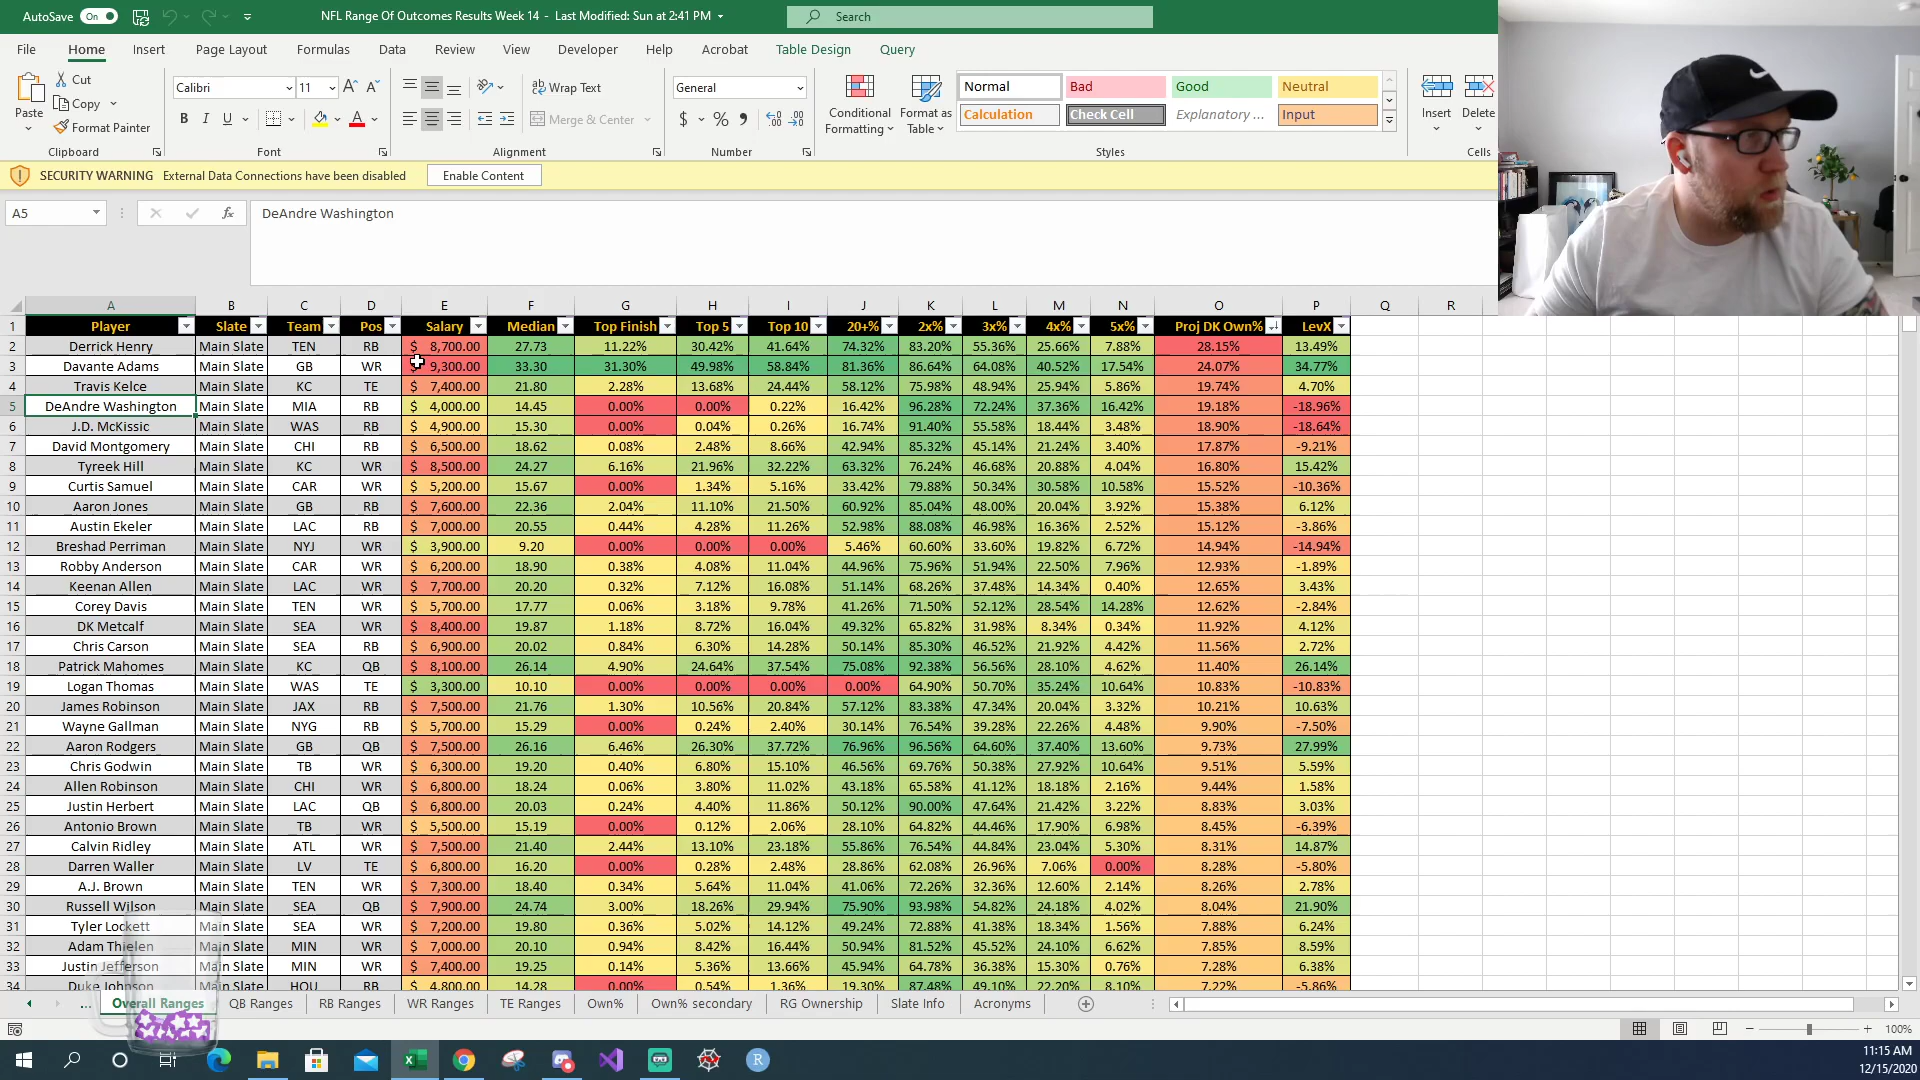 AutoSave On NFL Range Of Outcomes Results Week 14 - Last Modified: Sun at 2:41 PM Search
File Home Insert Page Layout Formulas Data Review View Developer Help Acrobat Table Design Query
Paste Cut Copy Format Painter Clipboard
Calibri 11 B I U A Font
Wrap Text Merge & Center Alignment
General $ % Number
Conditional Formatting Format as Table
Normal Bad Good Neutral
Calculation Check Cell Explanatory ... Input
Styles
Insert Delete Cells
SECURITY WARNING External Data Connections have been disabled Enable Content
A5 fx DeAndre Washington
A B C D E F G H I J K L M N O P Q R
1 Player Slate Team Pos Salary Median Top Finish Top 5 Top 10 20+% 2x% 3x% 4x% 5x% Proj DK Own% LevX
2 Derrick Henry Main Slate TEN RB $ 8,700.00 27.73 11.22% 30.42% 41.64% 74.32% 83.20% 55.36% 25.66% 7.88% 28.15% 13.49%
3 Davante Adams Main Slate GB WR 9,300.00 33.30 31.30% 49.98% 58.84% 81.36% 86.64% 64.08% 40.52% 17.54% 24.07% 34.77%
4 Travis Kelce Main Slate KC TE $ 7,400.00 21.80 2.28% 13.68% 24.44% 58.12% 75.98% 48.94% 25.94% 5.86% 19.74% 4.70%
5 DeAndre Washington Main Slate MIA RB $ 4,000.00 14.45 0.00% 0.00% 0.22% 16.42% 96.28% 72.24% 37.36% 16.42% 19.18% -18.96%
6 J.D. McKissic Main Slate WAS RB $ 4,900.00 15.30 0.00% 0.04% 0.26% 16.74% 91.40% 55.58% 18.44% 3.48% 18.90% -18.64%
7 David Montgomery Main Slate CHI RB $ 6,500.00 18.62 0.08% 2.48% 8.66% 42.94% 85.32% 45.14% 21.24% 3.40% 17.87% -9.21%
8 Tyreek Hill Main Slate KC WR $ 8,500.00 24.27 6.16% 21.96% 32.22% 63.32% 76.24% 46.68% 20.88% 4.04% 16.80% 15.42%
9 Curtis Samuel Main Slate CAR WR $ 5,200.00 15.67 0.00% 1.34% 5.16% 33.42% 79.88% 50.34% 30.58% 10.58% 15.52% -10.36%
10 Aaron Jones Main Slate GB RB $ 7,600.00 22.36 2.04% 11.10% 21.50% 60.92% 85.04% 48.00% 20.04% 3.92% 15.38% 6.12%
11 Austin Ekeler Main Slate LAC RB $ 7,000.00 20.55 0.44% 4.28% 11.26% 52.98% 88.08% 46.98% 16.36% 2.52% 15.12% -3.86%
12 Breshad Perriman Main Slate NYJ WR $ 3,900.00 9.20 0.00% 0.00% 0.00% 5.46% 60.60% 33.60% 19.82% 6.72% 14.94% -14.94%
13 Robby Anderson Main Slate CAR WR $ 6,200.00 18.90 0.38% 4.08% 11.04% 44.96% 75.96% 51.94% 22.50% 7.96% 12.93% -1.89%
14 Keenan Allen Main Slate LAC WR $ 7,700.00 20.20 0.32% 7.12% 16.08% 51.14% 68.26% 37.48% 14.34% 0.40% 12.65% 3.43%
15 Corey Davis Main Slate TEN WR $ 5,700.00 17.77 0.06% 3.18% 9.78% 41.26% 71.50% 52.12% 28.54% 14.28% 12.62% -2.84%
16 DK Metcalf Main Slate SEA WR $ 8,400.00 19.87 1.18% 8.72% 16.04% 49.32% 65.82% 31.98% 8.34% 0.34% 11.92% 4.12%
17 Chris Carson Main Slate SEA RB $ 6,900.00 20.02 0.84% 6.30% 14.28% 50.14% 85.30% 46.52% 21.92% 4.42% 11.56% 2.72%
18 Patrick Mahomes Main Slate KC QB $ 8,100.00 26.14 4.90% 24.64% 37.54% 75.08% 92.38% 56.56% 28.10% 4.62% 11.40% 26.14%
19 Logan Thomas Main Slate WAS TE $ 3,300.00 10.10 0.00% 0.00% 0.00% 0.00% 64.90% 50.70% 35.24% 10.64% 10.83% -10.83%
20 James Robinson Main Slate JAX RB $ 7,500.00 21.76 1.30% 10.56% 20.84% 57.12% 83.38% 47.34% 20.04% 3.32% 10.21% 10.63%
21 Wayne Gallman Main Slate NYG RB $ 5,700.00 15.29 0.00% 0.24% 2.40% 30.14% 76.54% 39.28% 22.26% 4.48% 9.90% -7.50%
22 Aaron Rodgers Main Slate GB QB $ 7,500.00 26.16 6.46% 26.30% 37.72% 76.96% 96.56% 64.60% 37.40% 13.60% 9.73% 27.99%
23 Chris Godwin Main Slate TB WR $ 6,300.00 19.20 0.40% 6.80% 15.10% 46.56% 69.76% 50.38% 27.92% 10.64% 9.51% 5.59%
24 Allen Robinson Main Slate CHI WR $ 6,800.00 18.24 0.06% 3.80% 11.02% 43.18% 65.58% 41.12% 18.18% 2.16% 9.44% 1.58%
25 Justin Herbert Main Slate LAC QB $ 6,800.00 20.03 0.24% 4.40% 11.86% 50.12% 90.00% 47.64% 21.42% 3.22% 8.83% 3.03%
26 Antonio Brown Main Slate TB WR $ 5,500.00 15.19 0.00% 0.12% 2.06% 28.10% 64.82% 44.46% 17.90% 6.98% 8.45% -6.39%
27 Calvin Ridley Main Slate ATL WR $ 7,500.00 21.40 2.44% 13.10% 23.18% 55.86% 76.54% 44.84% 23.04% 5.30% 8.31% 14.87%
28 Darren Waller Main Slate LV TE $ 6,800.00 16.20 0.00% 0.28% 2.48% 28.86% 62.08% 26.96% 7.06% 0.00% 8.28% -5.80%
29 A.J. Brown Main Slate TEN WR $ 7,300.00 18.40 0.34% 5.64% 11.04% 41.06% 72.26% 32.36% 12.60% 2.14% 8.26% 2.78%
30 Russell Wilson Main Slate SEA QB $ 7,900.00 24.74 3.00% 18.26% 29.94% 75.90% 93.98% 54.82% 24.18% 4.02% 8.04% 21.90%
31 Tyler Lockett Main Slate SEA WR $ 7,200.00 19.80 0.36% 5.02% 14.12% 49.24% 72.88% 41.38% 18.34% 1.56% 7.88% 6.24%
32 Adam Thielen Main Slate MIN WR $ 7,000.00 20.10 0.94% 8.42% 16.44% 50.94% 81.52% 45.52% 24.10% 6.62% 7.85% 8.59%
33 Justin Jefferson Main Slate MIN WR $ 7,400.00 19.25 0.14% 5.36% 13.66% 45.94% 64.78% 36.38% 15.30% 0.76% 7.28% 6.38%
34 Duke Johnson Main Slate HOU RB $ 4,800.00 14.28 0.00% 0.54% 1.36% 19.30% 87.48% 49.10% 22.20% 8.10% 7.22% -5.86%
... Overall Ranges QB Ranges RB Ranges WR Ranges TE Ranges Own% Own% secondary RG Ownership Slate Info Acronyms
100%
11:15 AM
12/15/2020